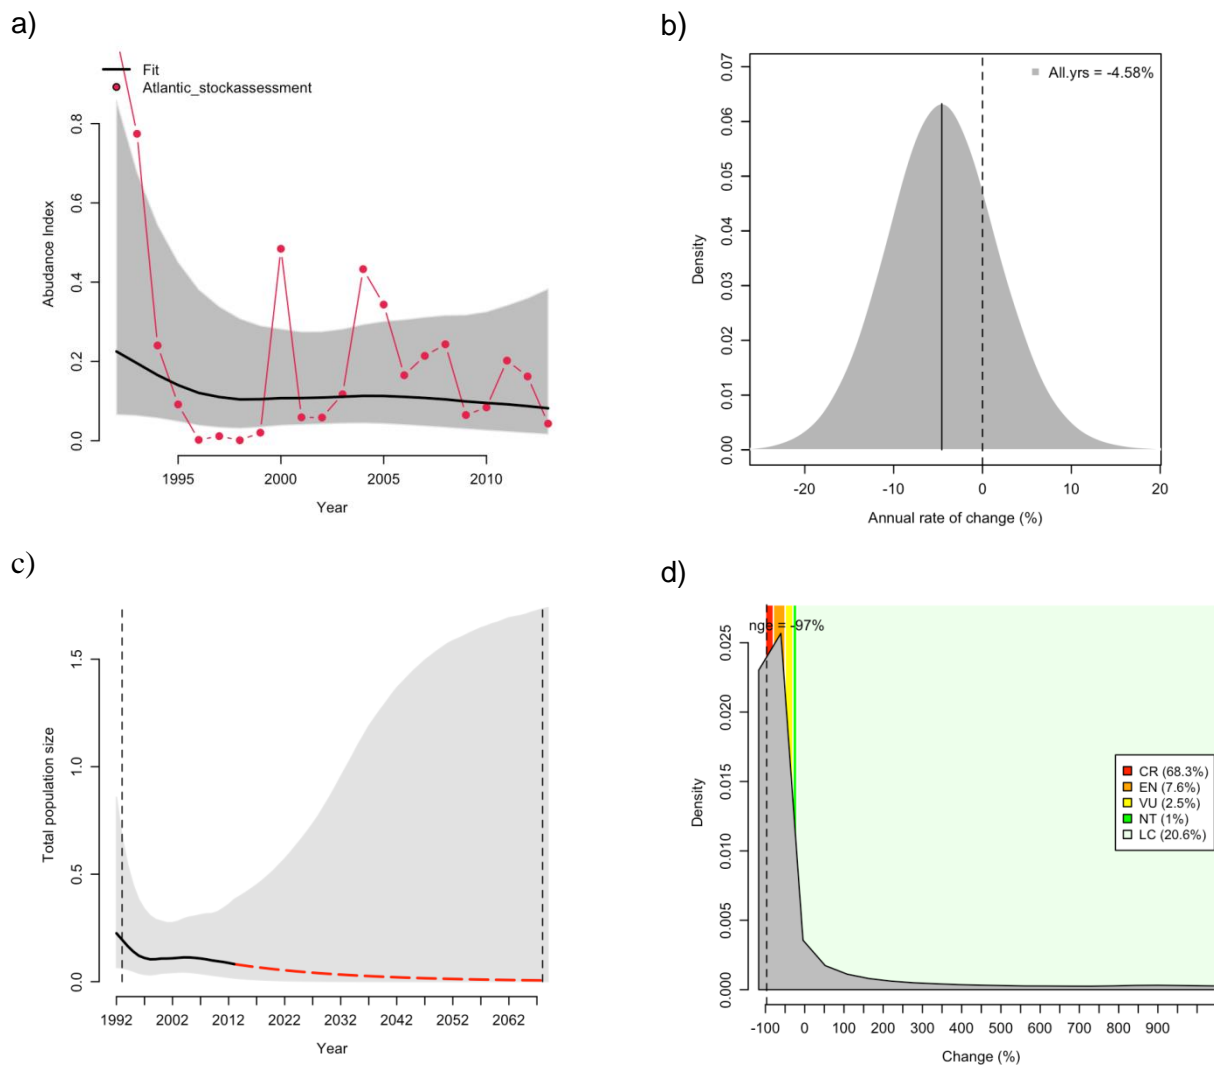 a)
Fit
Atlantic_stockassessment
0.8
0.6
0.4
0.2
0.0
Abudance Index
1995 2000 2005 2010
Year
b)
All.yrs = -4.58%
0.07
0.06
0.05
0.04
0.03
0.02
0.01
0.00
Density
-20 -10 0 10 20
Annual rate of change (%)
c)
1.5
1.0
0.5
0.0
Total population size
1992 2002 2012 2022 2032 2042 2052 2062
Year
d)
nge = -97%
0.025
0.020
0.015
0.010
0.005
0.000
Density
CR (68.3%)
EN (7.6%)
VU (2.5%)
NT (1%)
LC (20.6%)
-100 0 100 200 300 400 500 600 700 800 900
Change (%)